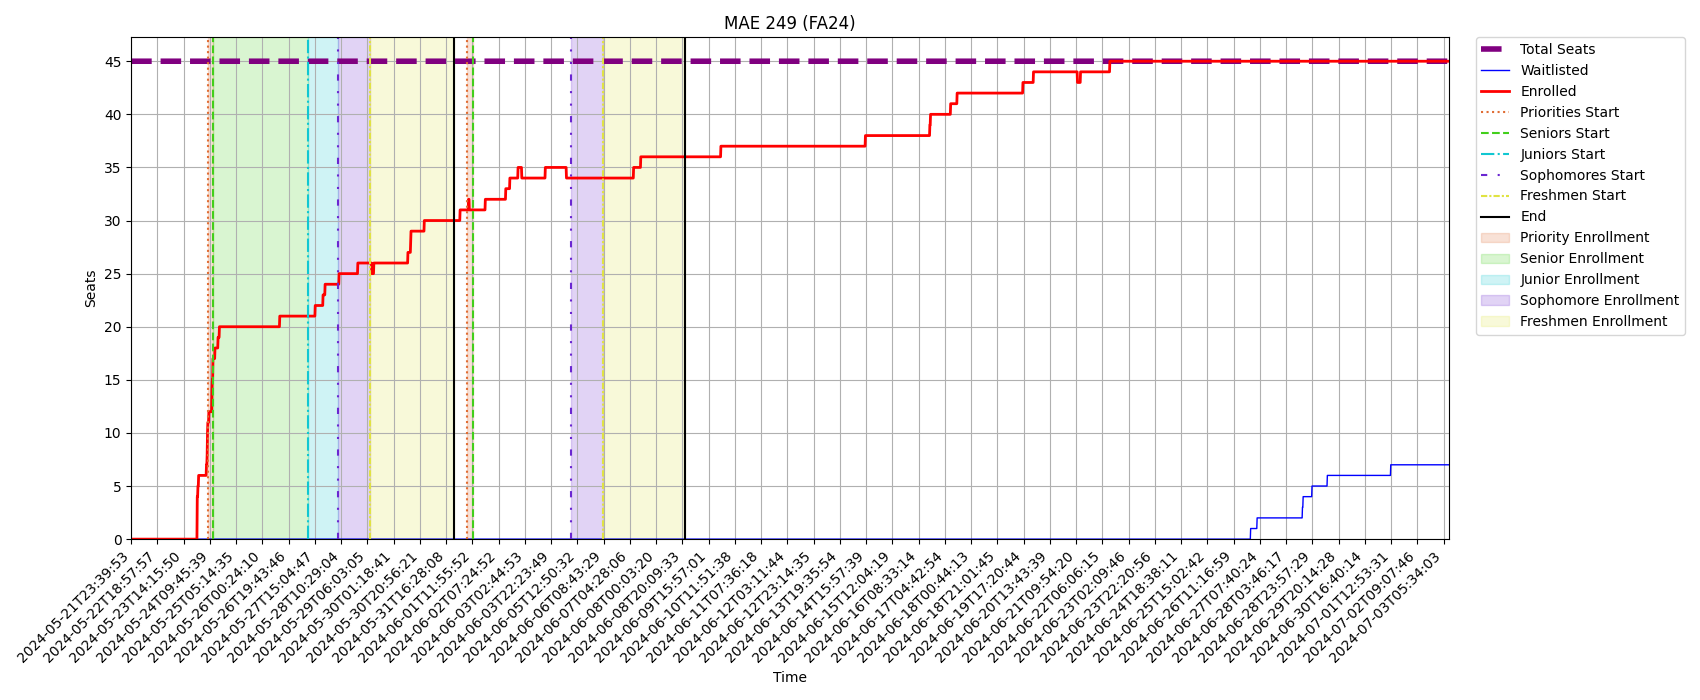 MAE 249 (FA24)
Seats
45
40
35
30
25
20
15
10
5
0
2024-05-21T23:39:53
2024-05-22T18:57:57
2024-05-23T14:15:50
2024-05-24T09:45:39
2024-05-25T05:14:35
2024-05-26T00:24:10
2024-05-26T19:43:46
2024-05-27T15:04:47
2024-05-28T10:29:04
2024-05-29T06:03:05
2024-05-30T01:18:41
2024-05-30T20:56:21
2024-05-31T16:28:08
2024-06-01T11:55:52
2024-06-02T07:24:52
2024-06-03T02:44:53
2024-06-03T22:23:49
2024-06-05T12:50:32
2024-06-06T08:43:29
2024-06-07T04:28:06
2024-06-08T00:03:20
2024-06-08T20:09:33
2024-06-09T15:57:01
2024-06-10T11:51:38
2024-06-11T07:36:18
2024-06-12T03:11:44
2024-06-12T23:14:35
2024-06-13T19:35:54
2024-06-14T15:57:39
2024-06-15T12:04:19
2024-06-16T08:33:14
2024-06-17T04:42:54
2024-06-18T00:44:13
2024-06-18T21:01:45
2024-06-19T17:20:44
2024-06-20T13:43:39
2024-06-21T09:54:20
2024-06-22T06:06:15
2024-06-23T02:09:46
2024-06-23T22:20:56
2024-06-24T18:38:11
2024-06-25T15:02:42
2024-06-26T11:16:59
2024-06-27T07:40:24
2024-06-28T03:46:17
2024-06-28T23:57:29
2024-06-29T20:14:28
2024-06-30T16:40:14
2024-07-01T12:53:31
2024-07-02T09:07:46
2024-07-03T05:34:03
Time
Total Seats
Waitlisted
Enrolled
Priorities Start
Seniors Start
Juniors Start
Sophomores Start
Freshmen Start
End
Priority Enrollment
Senior Enrollment
Junior Enrollment
Sophomore Enrollment
Freshmen Enrollment